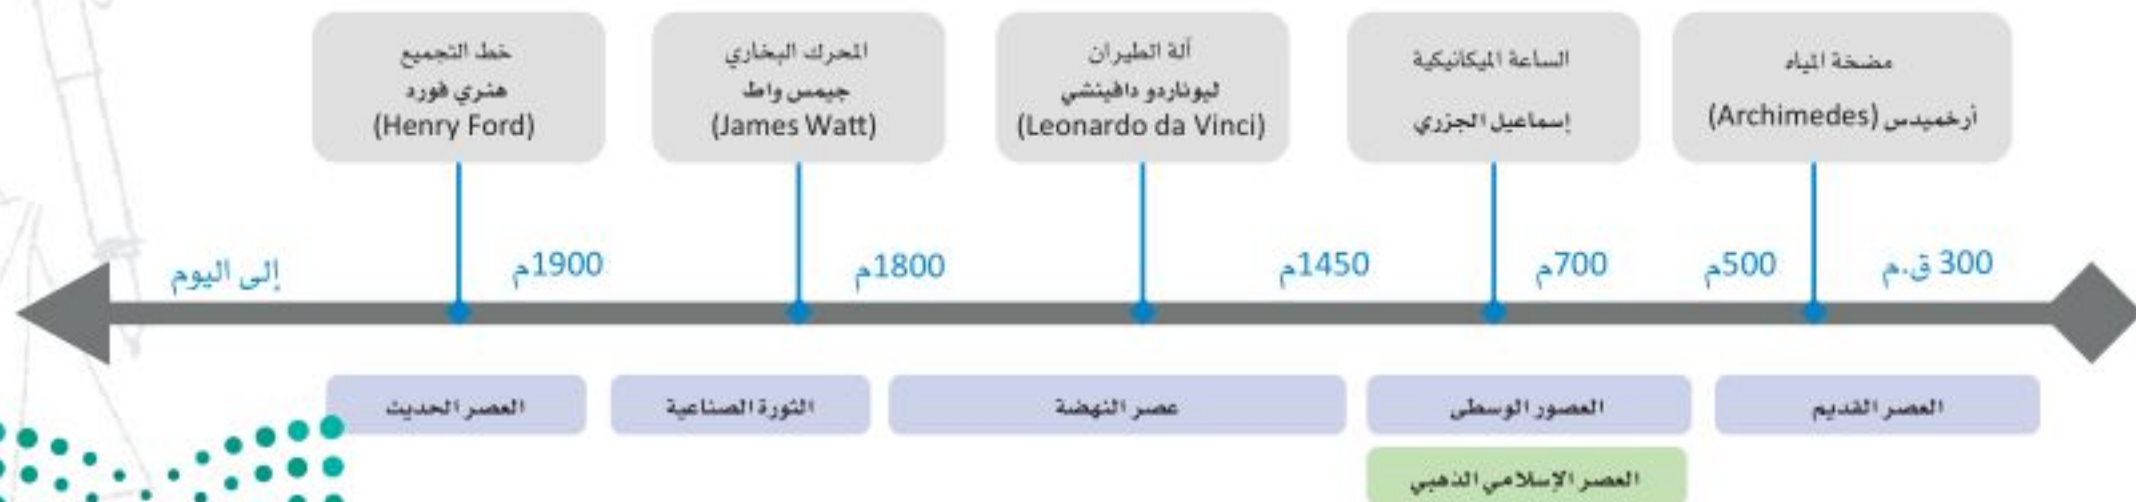 مضخة المياه
أرخميدس (Archimedes)
الساعة الميكانيكية
إسماعيل الجزري
آلة الطيران
ليوناردو دافينشي
(Leonardo da Vinci)
المحرك البخاري
جيمس واط
(James Watt)
خط التجميع
هنري فورد
(Henry Ford)
300 ق.م
500م
700م
1450م
1800م
1900م
إلى اليوم
العصر القديم
العصور الوسطى
عصر النهضة
الثورة الصناعية
العصر الحديث
العصر الإسلامي الذهبي